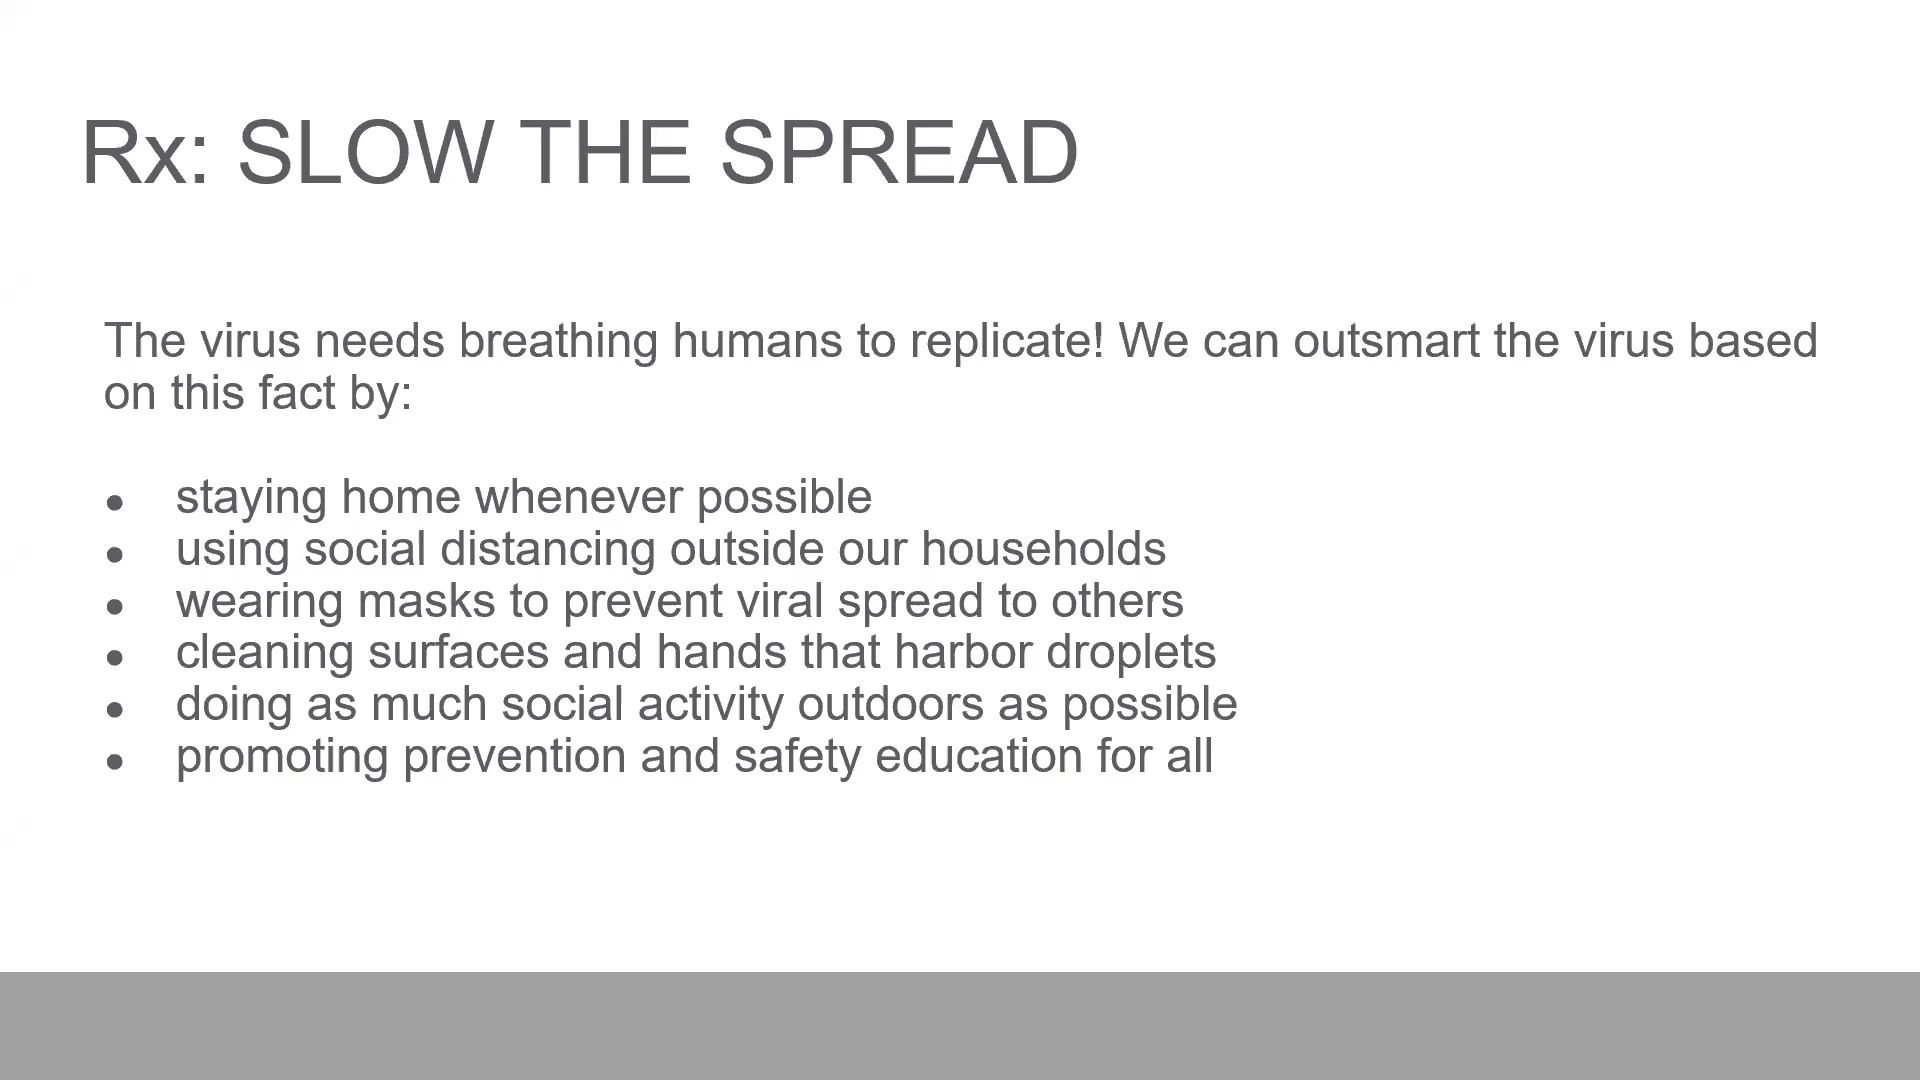 Rx: SLOW THE SPREAD
The virus needs breathing humans to replicate! We can outsmart the virus based
on this fact by:
● staying home whenever possible
● using social distancing outside our households
● wearing masks to prevent viral spread to others
● cleaning surfaces and hands that harbor droplets
● doing as much social activity outdoors as possible
● promoting prevention and safety education for all